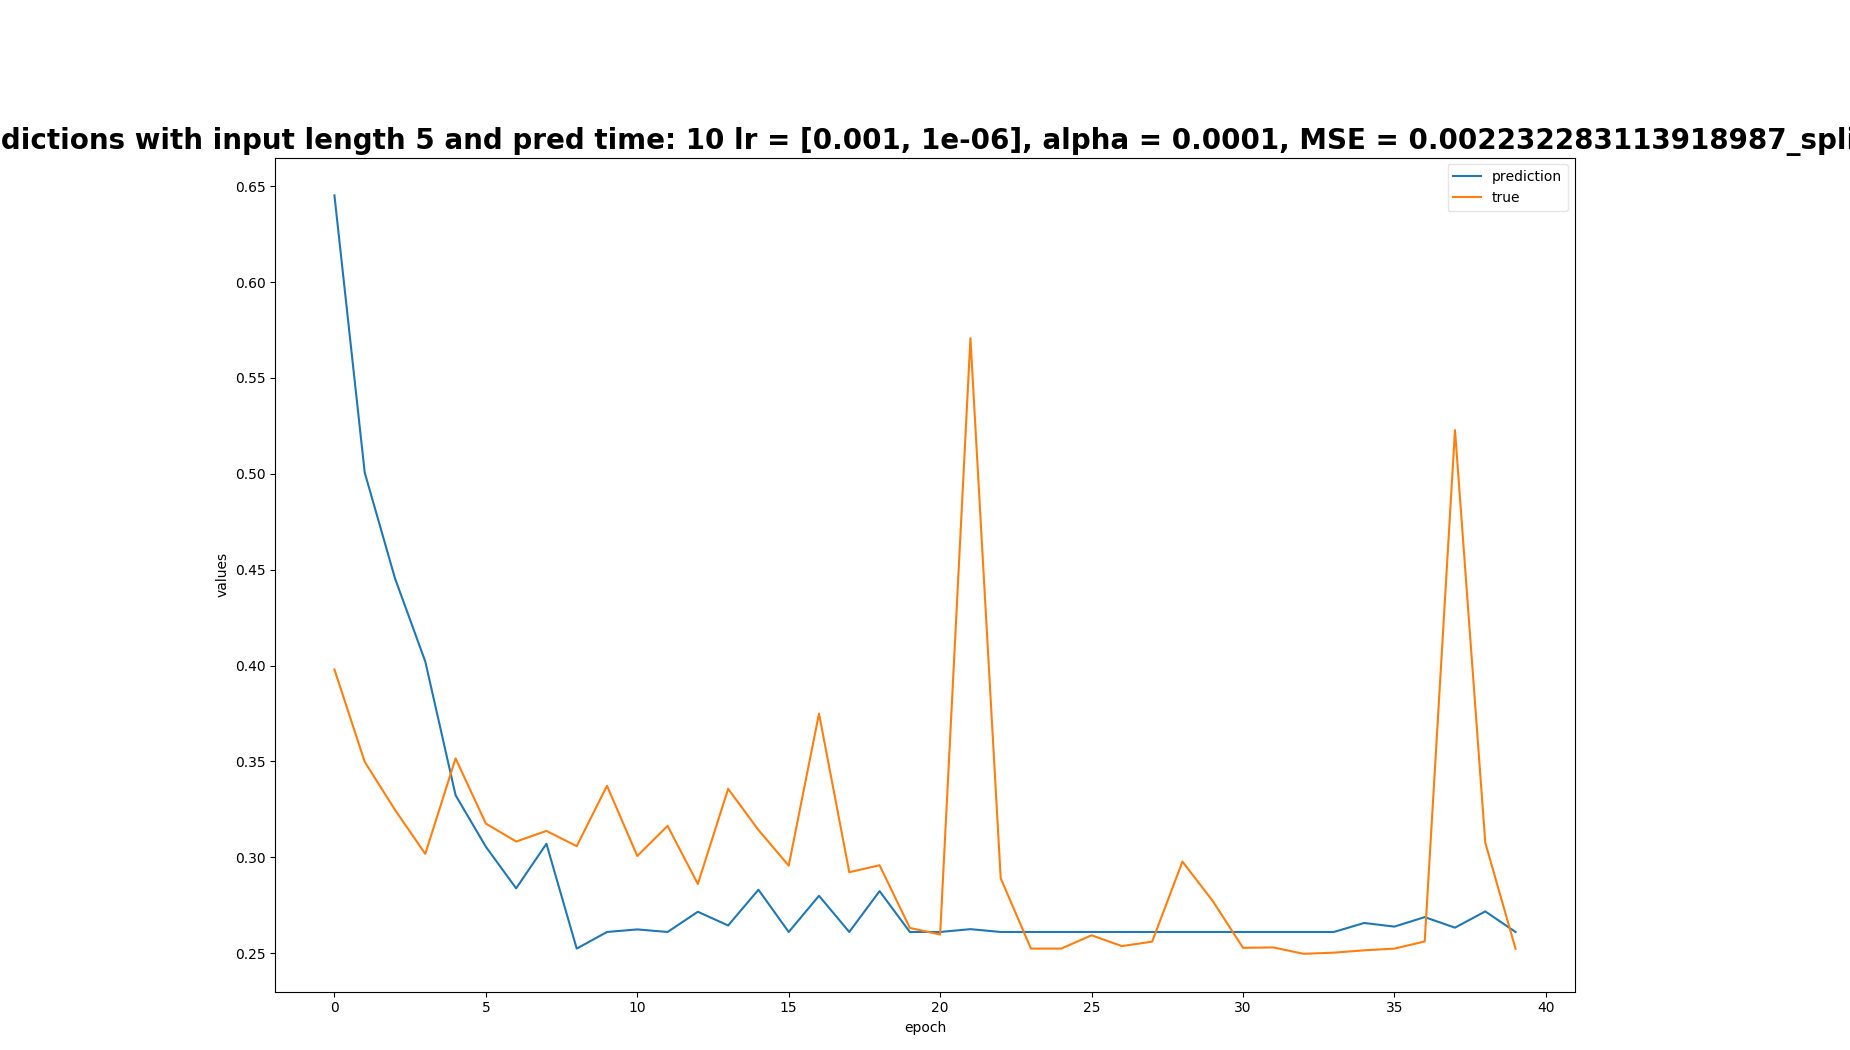 dictions with input length 5 and pred time: 10 lr = [0.001, 1e-06], alpha = 0.0001, MSE = 0.002232283113918987_spli
prediction
true
0.65
0.60
0.55
0.50
0.45
0.40
0.35
0.30
0.25
values
0 5 10 15 20 25 30 35 40
epoch